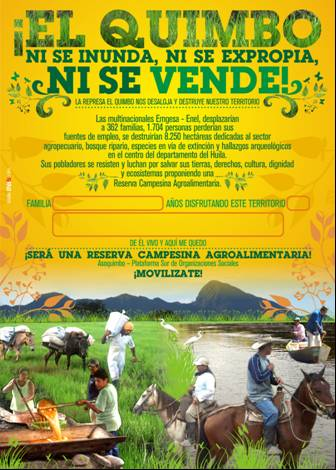 ¡EL QUIMBO
NI SE INUNDA, NI SE EXPROPIA,
NI SE VENDE!
LA REPRESA EL QUIMBO NOS DESALOJA Y DESTRUYE NUESTRO TERRITORIO
Las multinacionales Emgesa - Enel, desplazarían
a 362 familias, 1.704 personas perderían sus
fuentes de empleo, se destruirían 8.250 hectáreas dedicadas al sector
agropecuario, bosque ripario, especies en vía de extinción y hallazgos arqueológicos
en el centro del departamento del Huila.
Sus pobladores se resisten y luchan por salvar sus tierras, derechos, cultura, dignidad
y ecosistemas proponiendo una
Reserva Campesina Agroalimentaria.
FAMILIA AÑOS DISFRUTANDO ESTE TERRITORIO
DE ÉL VIVO Y AQUÍ ME QUEDO
¡SERÁ UNA RESERVA CAMPESINA AGROALIMENTARIA!
Asoquimbo - Plataforma Sur de Organizaciones Sociales
¡MOVILIZATE!